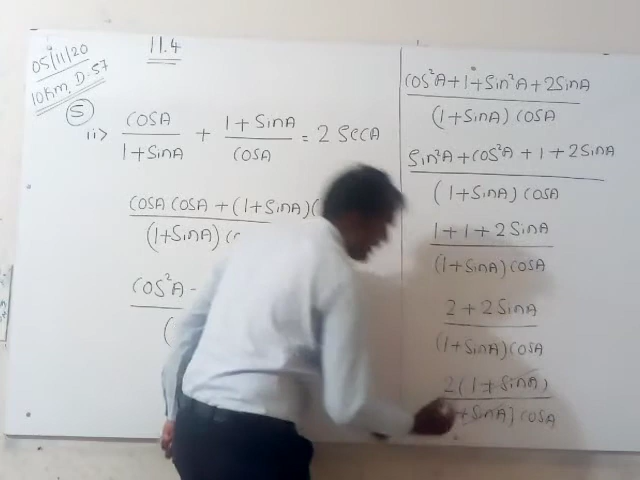 11.4
05/11/20
10Km. D.57
5
ii> cosA/1+SinA + 1+SinA/cosA = 2 SecA
cosA cosA + (1+SinA)(
(1+SinA) c
cos²A -
(
cos²A+1+Sin²A+2SinA
(1+SinA) cosA
Sin²A+cos²A+1+2SinA
(1+SinA) cosA
1+1+2SinA
(1+SinA)cosA
2+2SinA
(1+SinA)cosA
2(1+SinA)
+SinA) cosA